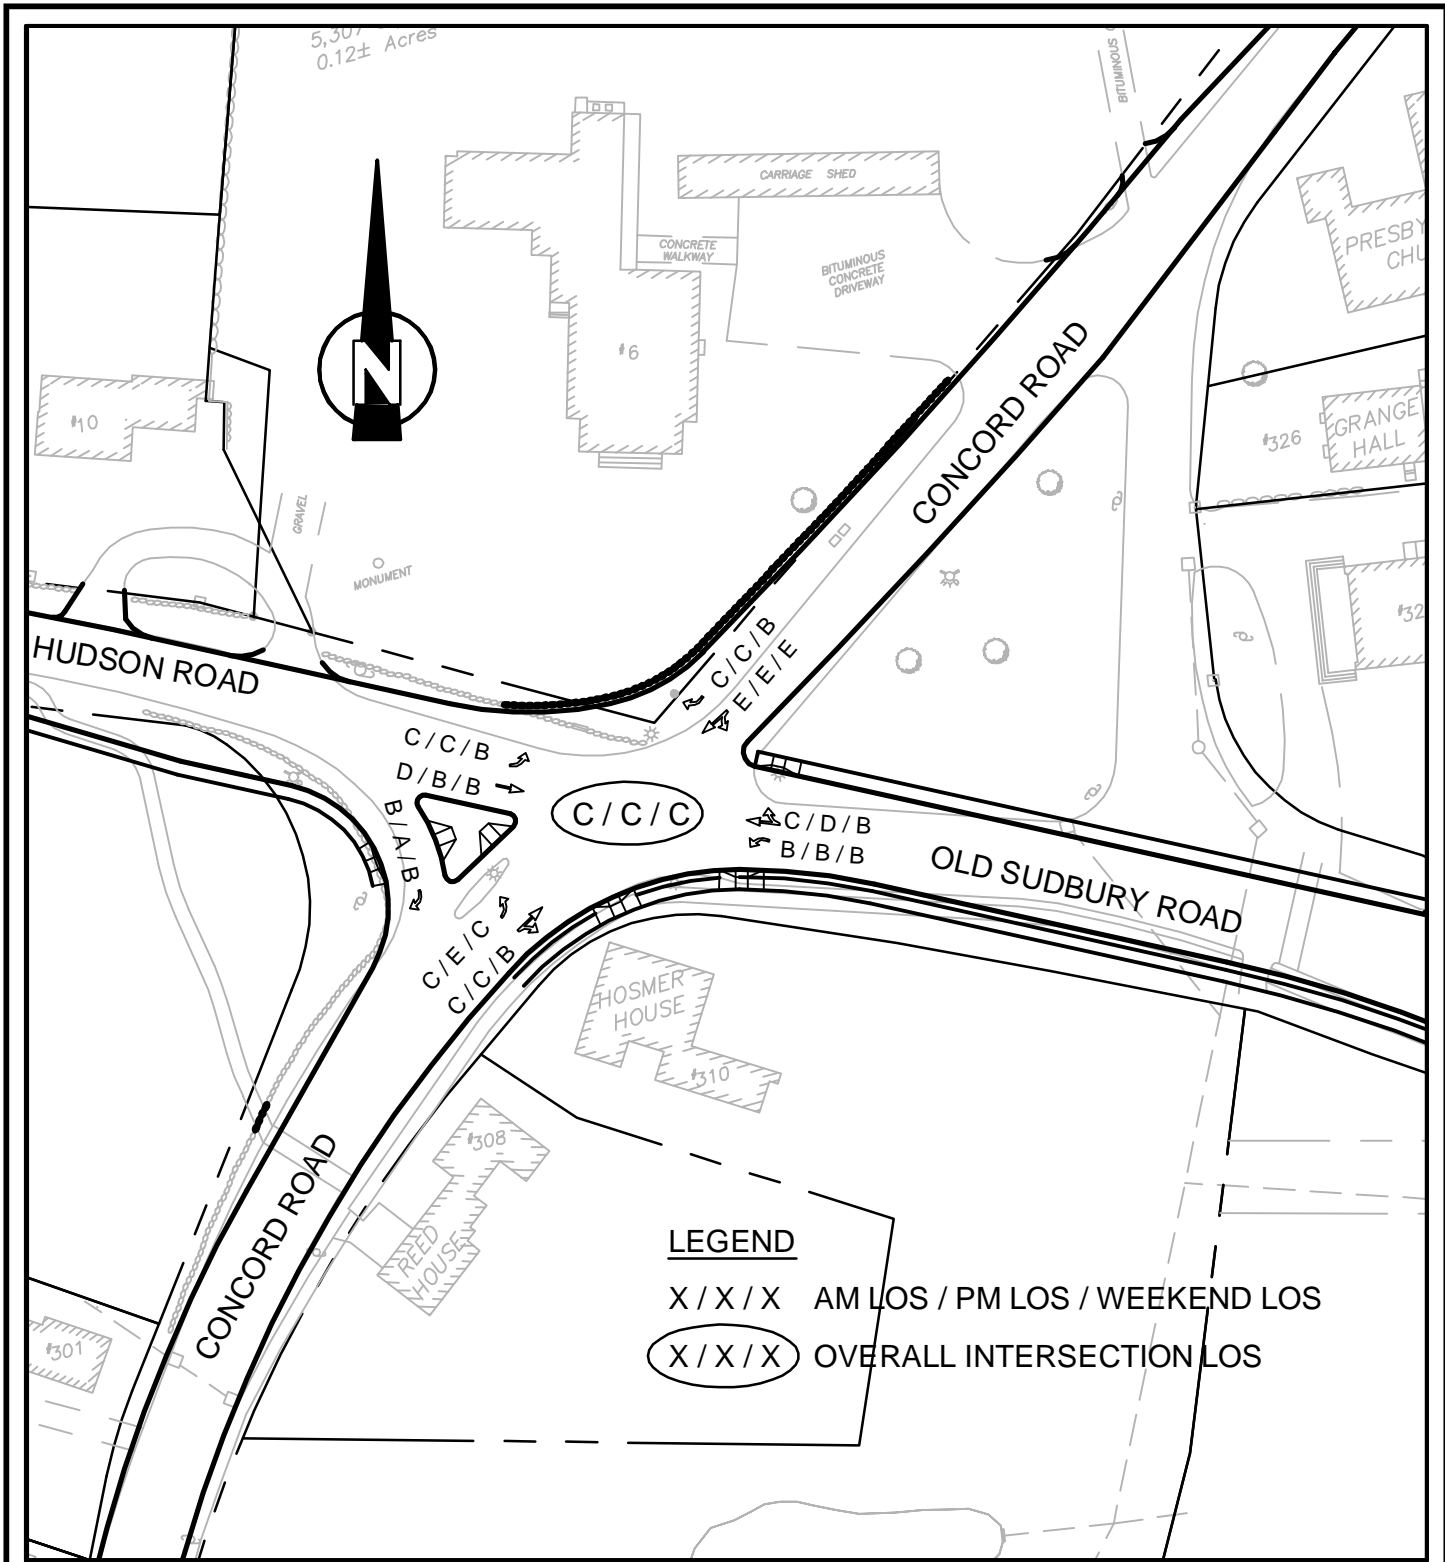 0.12± Acres
BITUMINOUS
CARRIAGE SHED
CONCRETE
WALKWAY
BITUMINOUS
CONCRETE
DRIVEWAY
N
#6
#10
GRAVEL
MONUMENT
CONCORD ROAD
#326
GRANGE
HALL
HUDSON ROAD
C / C / B
E / E / E
C / C / B
D / B / B
B / A / B
C / C / C
C / D / B
B / B / B
OLD SUDBURY ROAD
C / E / C
C / C / B
HOSMER
HOUSE
#310
#308
REED
HOUSE
CONCORD ROAD
#301
LEGEND
X / X / X AM LOS / PM LOS / WEEKEND LOS
X / X / X OVERALL INTERSECTION LOS